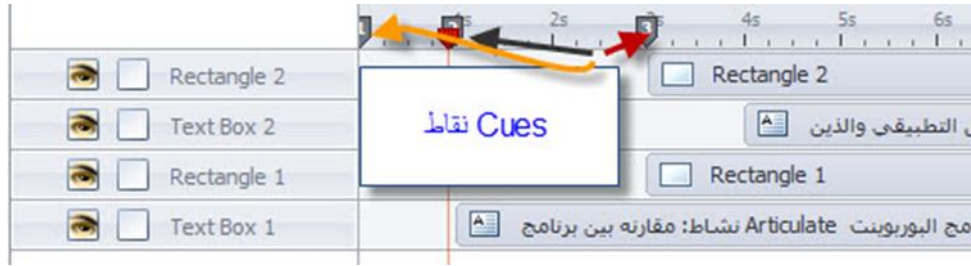 1 2 1s 2s 3 4s 5s 6s
Rectangle 2
Rectangle 2
Text Box 2
التطبيقي والذين
نقاط Cues
Rectangle 1
Rectangle 1
Text Box 1
نشاط: مقارنه بين برنامج Articulate مج البوربوينت